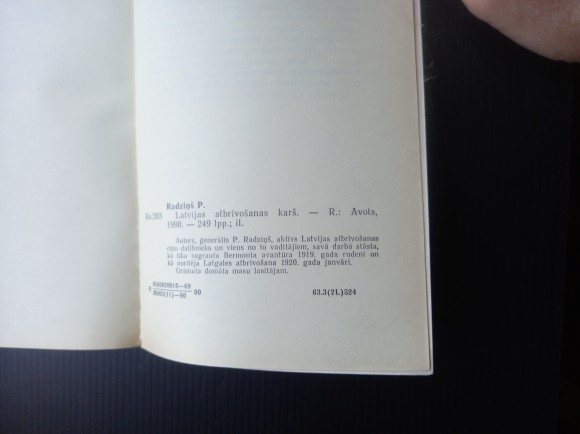 Radziņš P.
Ra 203 Latvijas atbrīvošanas karš. — R.: Avots,
1990. — 249 lpp.; il.
Autors, ģenerālis P. Radziņš, aktīvs Latvijas atbrīvošanas
cīņu dalībnieks un viens no to vadītājiem, savā darbā stāsta,
kā tika sagrauta Bermonta avantūra 1919. gada rudenī un
kā noritēja Latgales atbrīvošana 1920. gada janvārī.
Grāmata domāta masu lasītājam.
63.3(2L)524